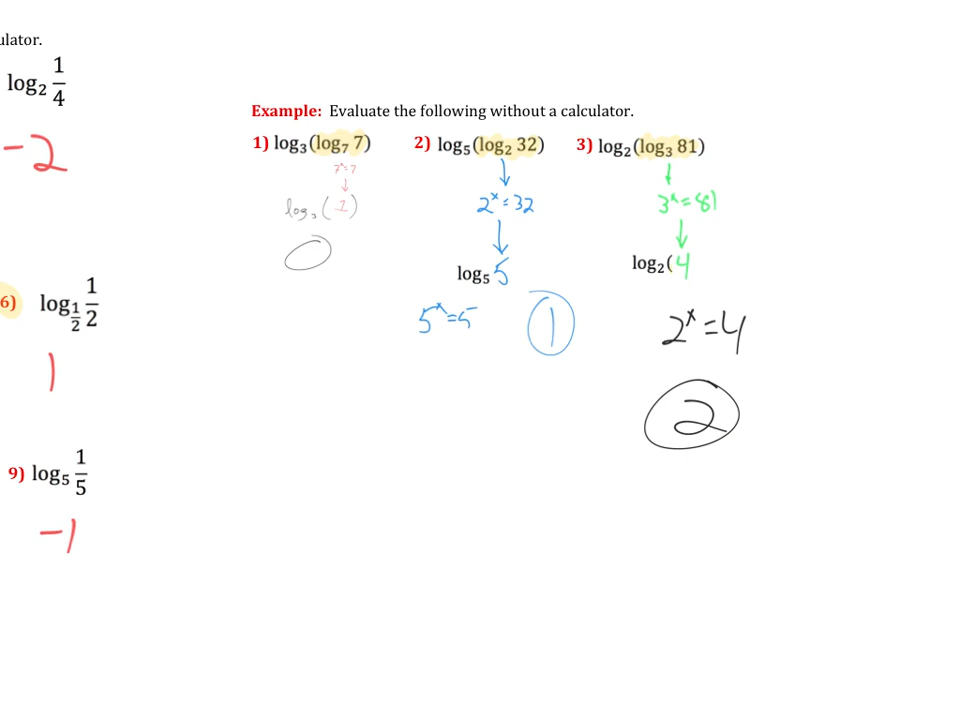 ulator.
log₂ 1/4
-2
6) log_{1/2} 1/2
1
9) log₅ 1/5
-1
Example: Evaluate the following without a calculator.
1) log₃(log₇ 7)
7ˣ=7
log₃(1)
0
2) log₅(log₂ 32)
2ˣ=32
log₅ 5
5ˣ=5
1
3) log₂(log₃ 81)
3ˣ=81
log₂(4
2ˣ=4
2